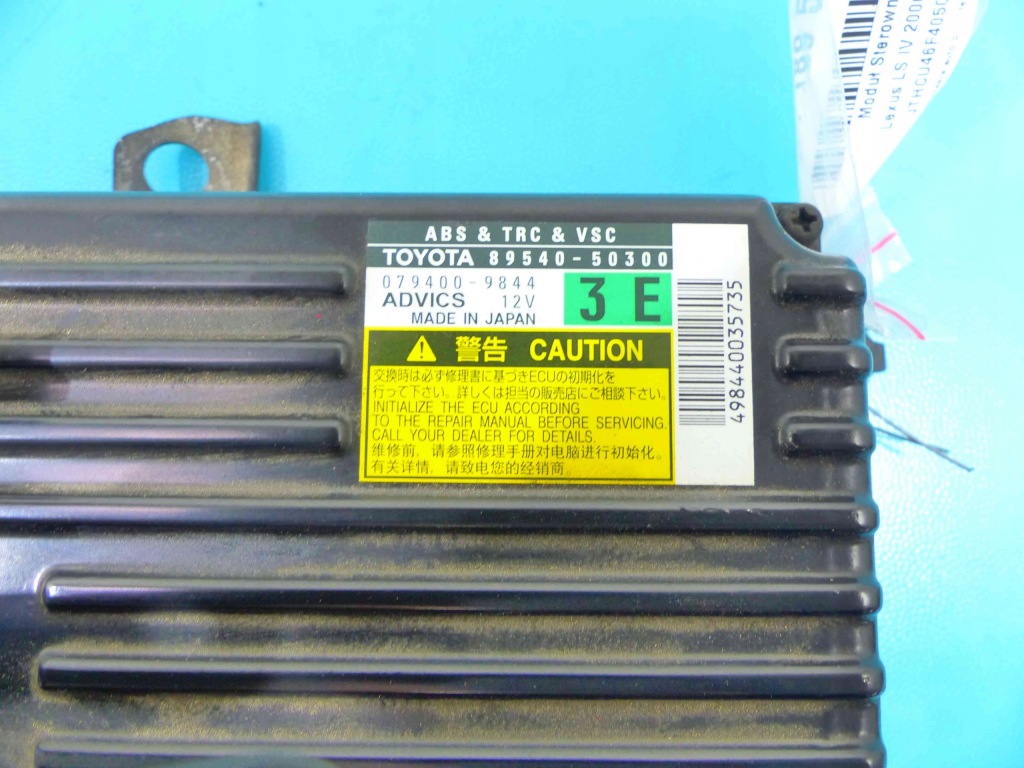 ABS & TRC & VSC
TOYOTA 89540-50300
079400-9844
ADVICS 12V
MADE IN JAPAN
3 E
498440035735
警告 CAUTION
交換時は必ず修理書に基づきECUの初期化を
行って下さい。詳しくは担当の販売店にご相談下さい。
INITIALIZE THE ECU ACCORDING
TO THE REPAIR MANUAL BEFORE SERVICING.
CALL YOUR DEALER FOR DETAILS.
维修前，请参照修理手册对电脑进行初始化。
有关详情，请致电您的经销商。
Moduł Sterown
Lexus LS IV 200
JTHCU46F4050